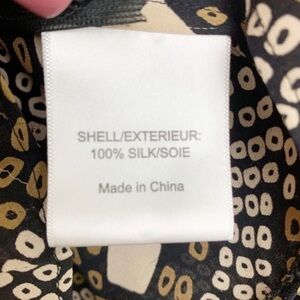 SHELL/EXTERIEUR:
100% SILK/SOIE
Made in China